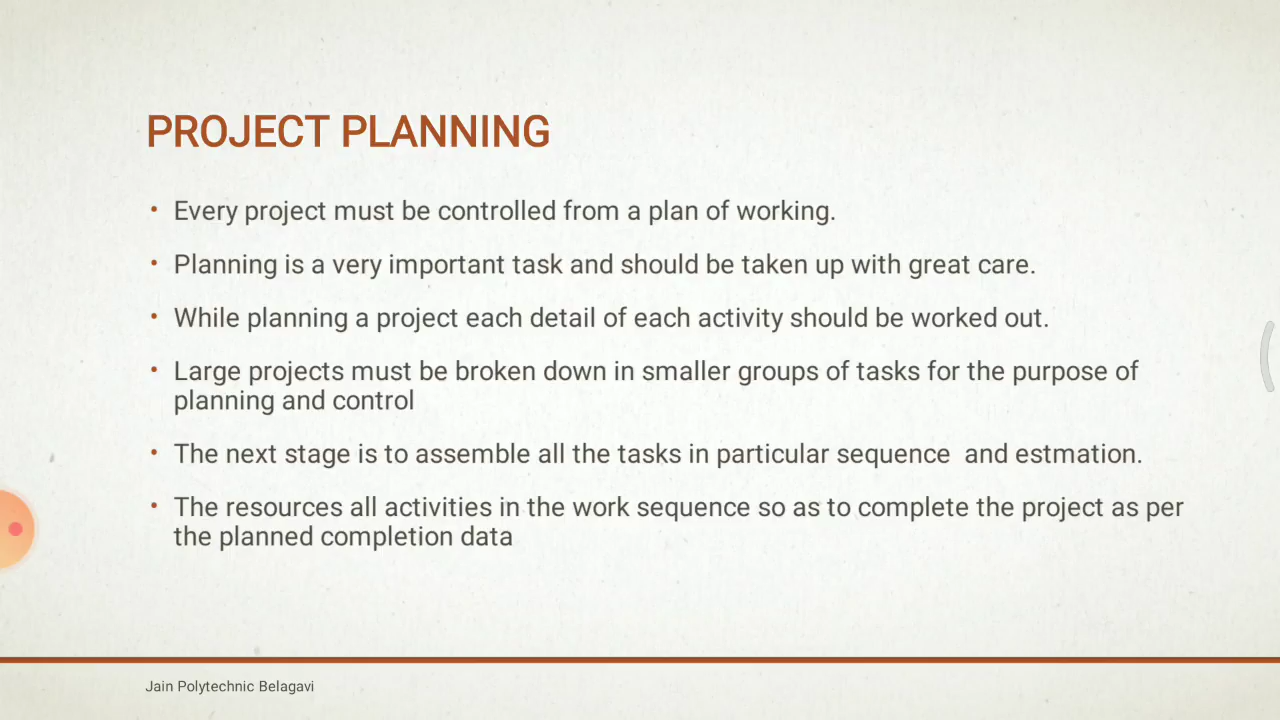 PROJECT PLANNING
• Every project must be controlled from a plan of working.
• Planning is a very important task and should be taken up with great care.
• While planning a project each detail of each activity should be worked out.
• Large projects must be broken down in smaller groups of tasks for the purpose of
planning and control
• The next stage is to assemble all the tasks in particular sequence  and estmation.
• The resources all activities in the work sequence so as to complete the project as per
the planned completion data
Jain Polytechnic Belagavi